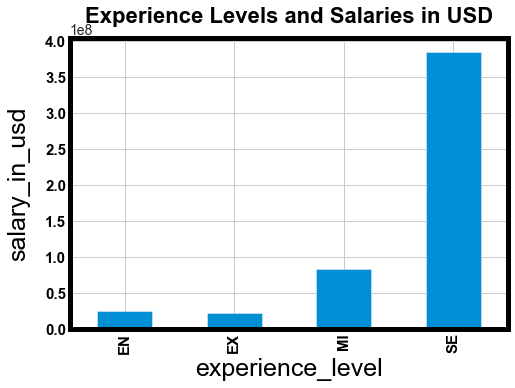 Experience Levels and Salaries in USD
1e8
4.0
3.5
3.0
2.5
2.0
1.5
1.0
0.5
0.0
salary_in_usd
EN
EX
MI
SE
experience_level